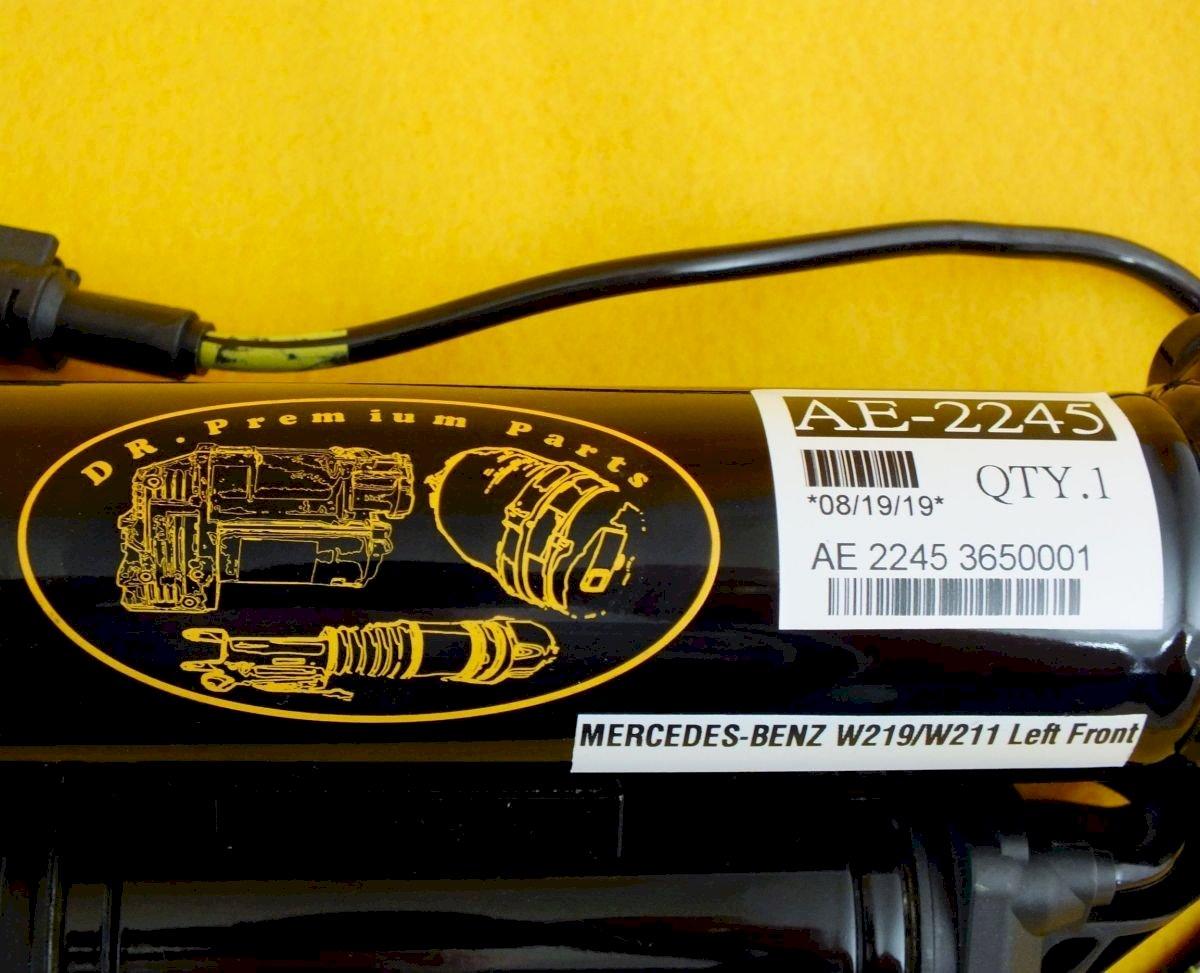 DR. Premium Parts
AE-2245
QTY.1
*08/19/19*
AE 2245 3650001
MERCEDES-BENZ W219/W211 Left Front